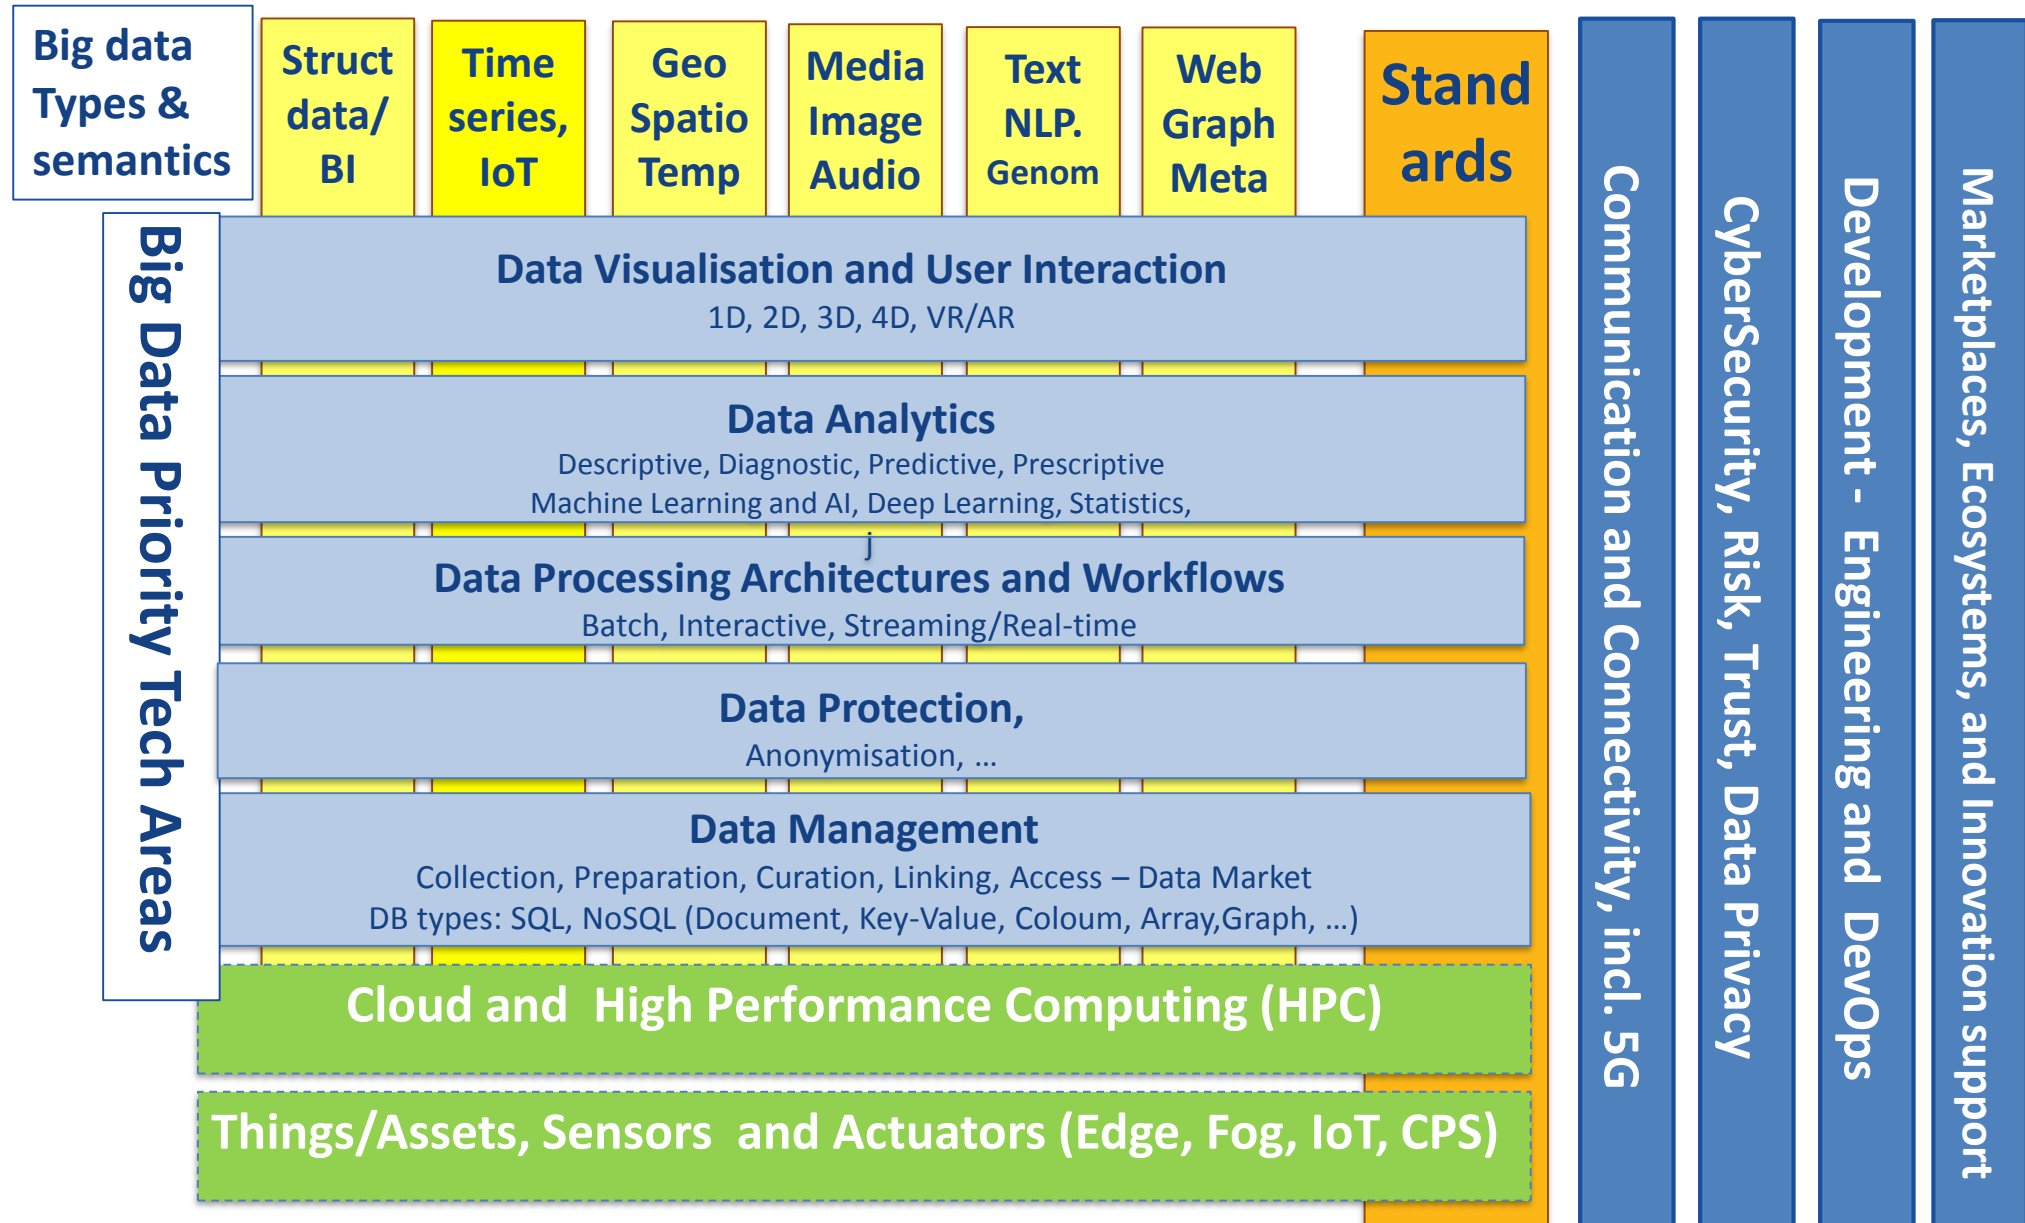 Big data
Types &
semantics
Struct
data/
BI
Time
series,
IoT
Geo
Spatio
Temp
Media
Image
Audio
Text
NLP.
Genom
Web
Graph
Meta
Stand
ards
Big Data Priority Tech Areas
Data Visualisation and User Interaction
1D, 2D, 3D, 4D, VR/AR
Data Analytics
Descriptive, Diagnostic, Predictive, Prescriptive
Machine Learning and AI, Deep Learning, Statistics,
j
Data Processing Architectures and Workflows
Batch, Interactive, Streaming/Real-time
Data Protection,
Anonymisation, …
Data Management
Collection, Preparation, Curation, Linking, Access – Data Market
DB types: SQL, NoSQL (Document, Key-Value, Coloum, Array,Graph, …)
Cloud and High Performance Computing (HPC)
Things/Assets, Sensors and Actuators (Edge, Fog, IoT, CPS)
Communication and Connectivity, incl. 5G
CyberSecurity, Risk, Trust, Data Privacy
Development - Engineering and DevOps
Marketplaces, Ecosystems, and Innovation support